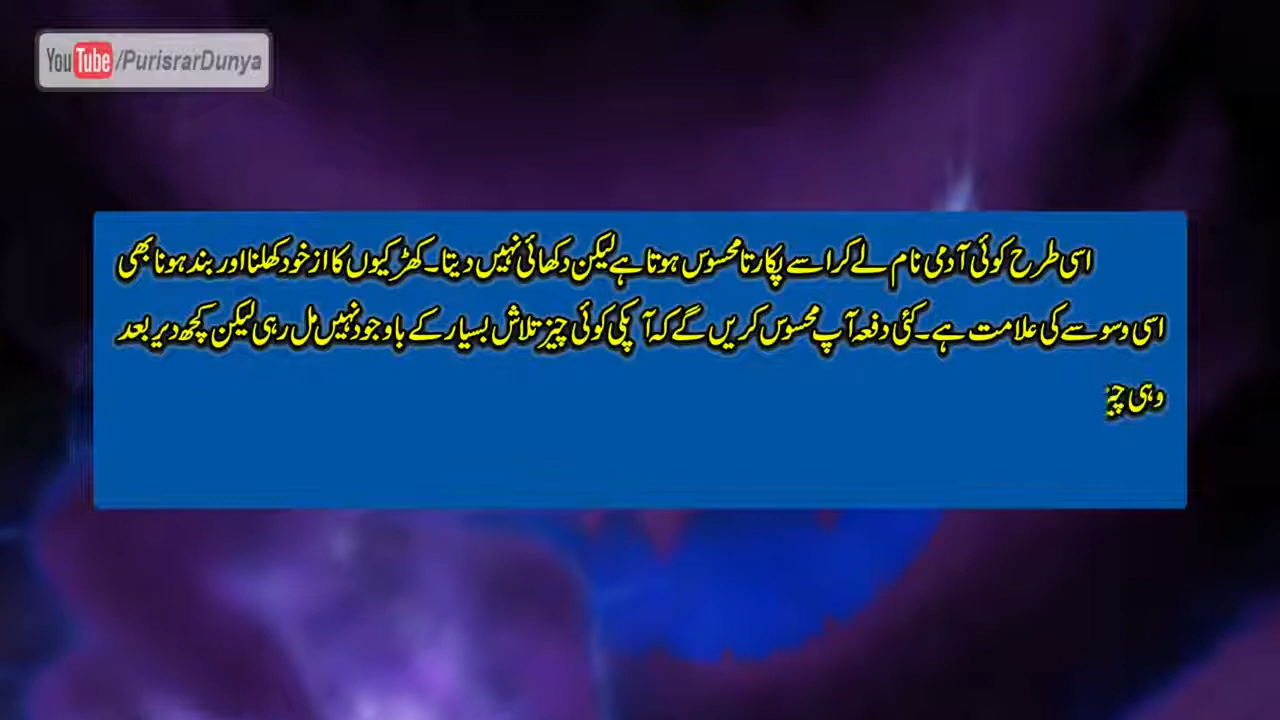 YouTube/PurisrarDunya
اسی طرح کوئی آدمی نام لے کر اسے پکارتا محسوس ہوتا ہے لیکن دکھائی نہیں دیتا۔ کھڑکیوں کا از خود کھلنا اور بند ہونا بھی
اسی وسوسے کی علامت ہے۔ کئی دفعہ آپ محسوس کریں گے کہ آپکی کوئی چیز تلاش بسیار کے باوجود نہیں مل رہی لیکن کچھ دیر بعد
وہی